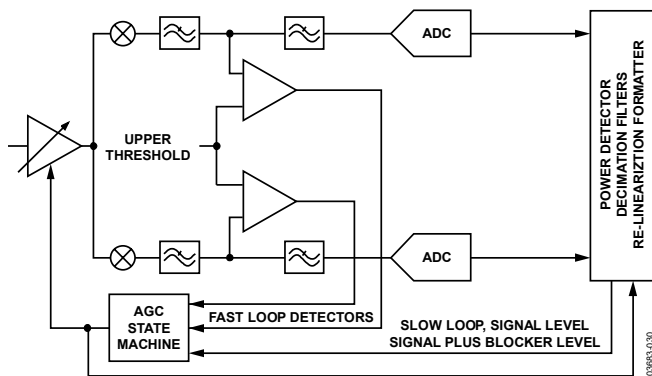 ADC
UPPER
THRESHOLD
POWER DETECTOR
DECIMATION FILTERS
RE-LINEARIZTION FORMATTER
ADC
AGC
STATE
MACHINE
FAST LOOP DETECTORS
SLOW LOOP, SIGNAL LEVEL
SIGNAL PLUS BLOCKER LEVEL
03683-030